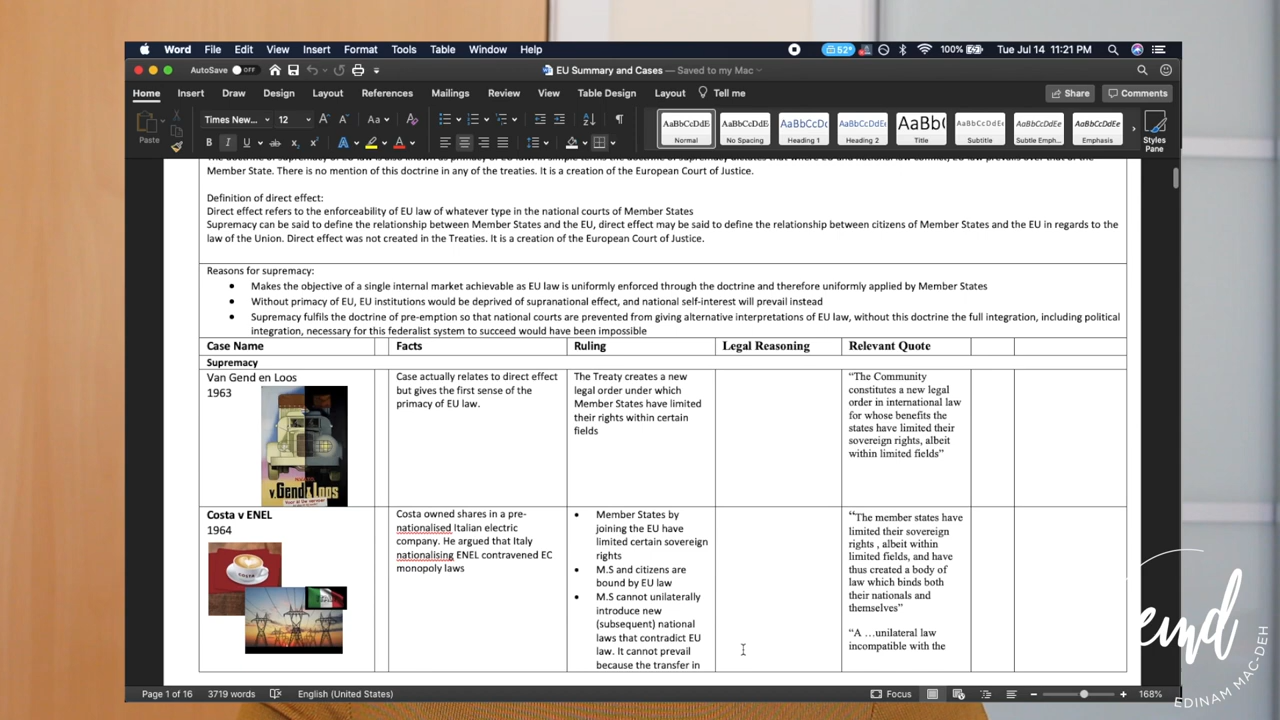 Word File Edit View Insert Format Tools Table Window Help 52° 100% Tue Jul 14 11:21 PM
AutoSave OFF EU Summary and Cases — Saved to my Mac
Home Insert Draw Design Layout References Mailings Review View Table Design Layout Tell me Share Comments
Paste Times New... 12 A A Aa A AaBbCcDdE AaBbCcDdE AaBbCcDc AaBbCcDdE AaBb( AaBbCcDdE AaBbCcDdE AaBbCcDdE
B I U ab x x A A Normal No Spacing Heading 1 Heading 2 Title Subtitle Subtle Emph... Emphasis Styles Pane
Member State. There is no mention of this doctrine in any of the treaties. It is a creation of the European Court of Justice.
Definition of direct effect:
Direct effect refers to the enforceability of EU law of whatever type in the national courts of Member States
Supremacy can be said to define the relationship between Member States and the EU, direct effect may be said to define the relationship between citizens of Member States and the EU in regards to the
law of the Union. Direct effect was not created in the Treaties. It is a creation of the European Court of Justice.
Reasons for supremacy:
• Makes the objective of a single internal market achievable as EU law is uniformly enforced through the doctrine and therefore uniformly applied by Member States
• Without primacy of EU, EU institutions would be deprived of supranational effect, and national self-interest will prevail instead
• Supremacy fulfils the doctrine of pre-emption so that national courts are prevented from giving alternative interpretations of EU law, without this doctrine the full integration, including political
integration, necessary for this federalist system to succeed would have been impossible
Case Name Facts Ruling Legal Reasoning Relevant Quote
Supremacy
Van Gend en Loos
1963
v.Gend & Loos
Case actually relates to direct effect
but gives the first sense of the
primacy of EU law.
The Treaty creates a new
legal order under which
Member States have limited
their rights within certain
fields
“The Community
constitutes a new legal
order in international law
for whose benefits the
states have limited their
sovereign rights, albeit
within limited fields”
Costa v ENEL
1964
COSTA
Costa owned shares in a pre-
nationalised Italian electric
company. He argued that Italy
nationalising ENEL contravened EC
monopoly laws
• Member States by
joining the EU have
limited certain sovereign
rights
• M.S and citizens are
bound by EU law
• M.S cannot unilaterally
introduce new
(subsequent) national
laws that contradict EU
law. It cannot prevail
because the transfer in
“The member states have
limited their sovereign
rights , albeit within
limited fields, and have
thus created a body of
law which binds both
their nationals and
themselves”
“A …unilateral law
incompatible with the
Page 1 of 16 3719 words English (United States) Focus 168%
emd
EDINAM MAC-DEH